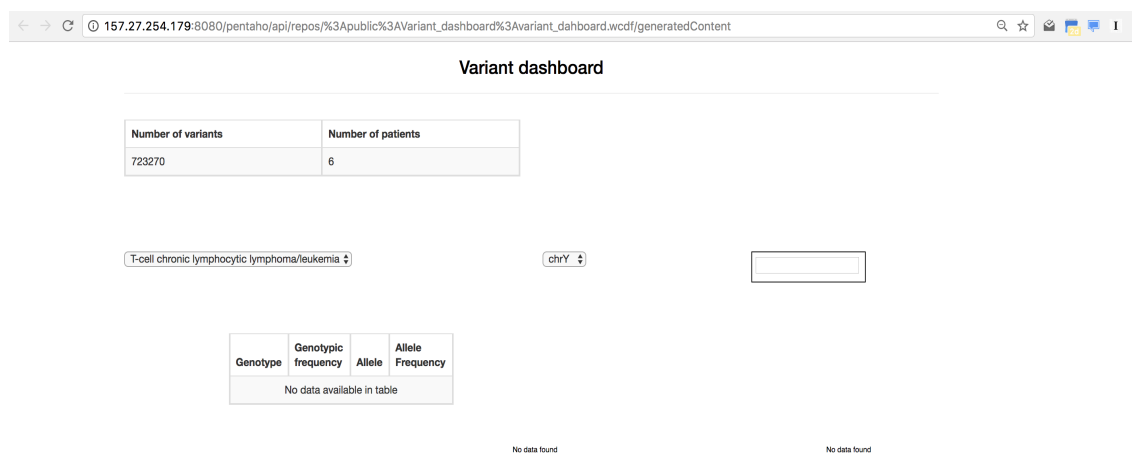 157.27.254.179:8080/pentaho/api/repos/%3Apublic%3AVariant_dashboard%3Avariant_dahboard.wcdf/generatedContent
I
Variant dashboard
Number of variants Number of patients
723270 6
T-cell chronic lymphocytic lymphoma/leukemia chrY
Genotype Genotypic frequency Allele Allele Frequency
No data available in table
No data found No data found